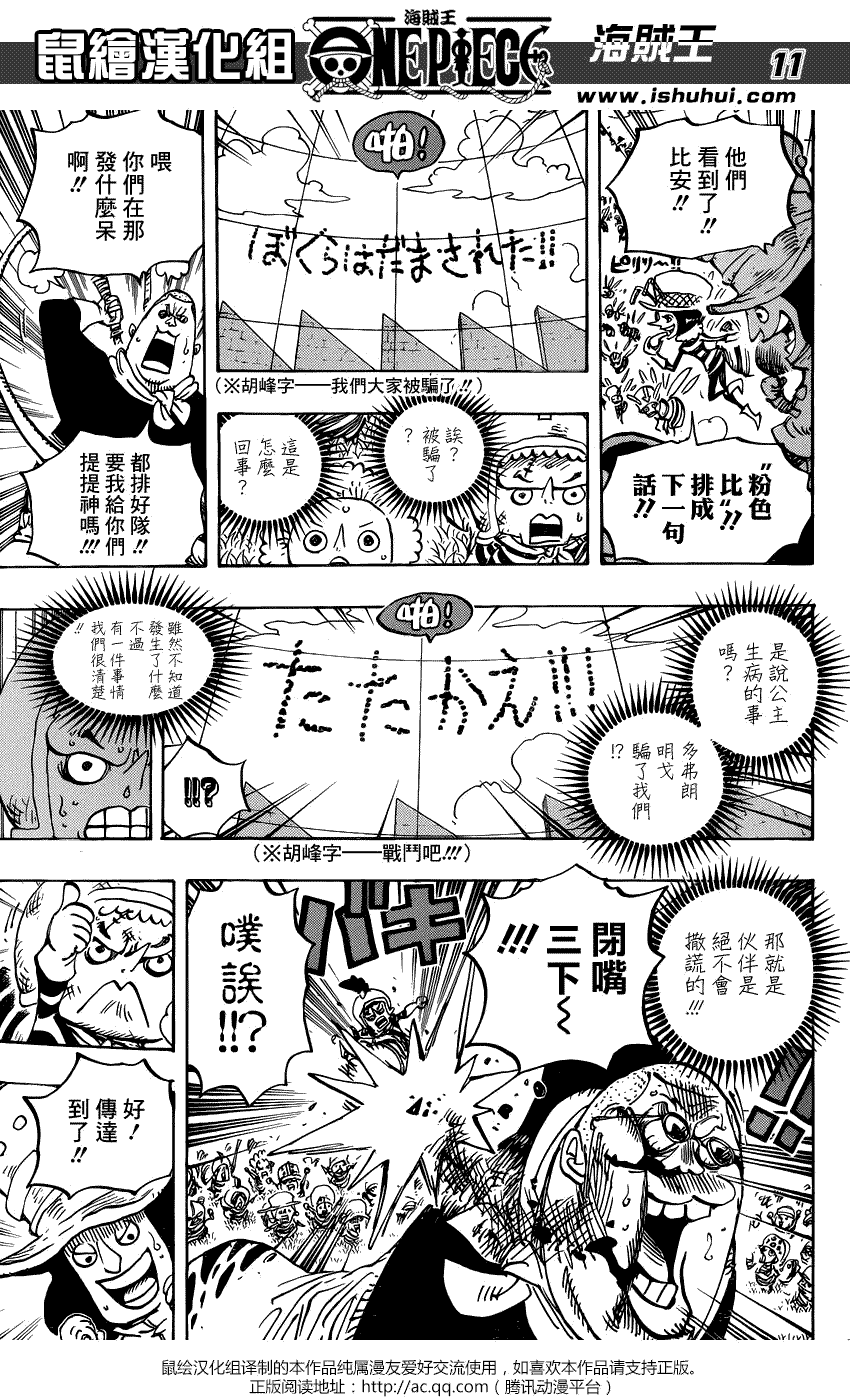 鼠繪漢化組
海賊王
ONE PIECE
海賊王
11
www.ishuhui.com
他們
看到了!!
比安!!
ピリリ〜!!
“粉色
比”!!
排成
下一句
話!!
啪!
ぼくらはだまされた!!
(※胡峰字——我們大家被騙了!!)
誒?
被騙了
?
這是
怎麼
回事?
喂
你們在那
發什麼呆
啊!!
都排好隊!!
要我給你們
提提神嗎!!!
是說公主
生病的事
嗎?
多弗朗
明戈
騙了我們
!?
啪!
たたかえ!!!
(※胡峰字——戰鬥吧!!!)
!!?
雖然不知道
發生了什麼
不過
有一件事情
我們很清楚
!!
那就是
伙伴是
絕不會
撒謊的!!!
閉嘴
三下〜
!!!
バキ
噗誒!!?
!!
好!
傳達
到了!!
鼠绘汉化组译制的本作品纯属漫友爱好交流使用，如喜欢本作品请支持正版。
正版阅读地址：http://ac.qq.com（腾讯动漫平台）